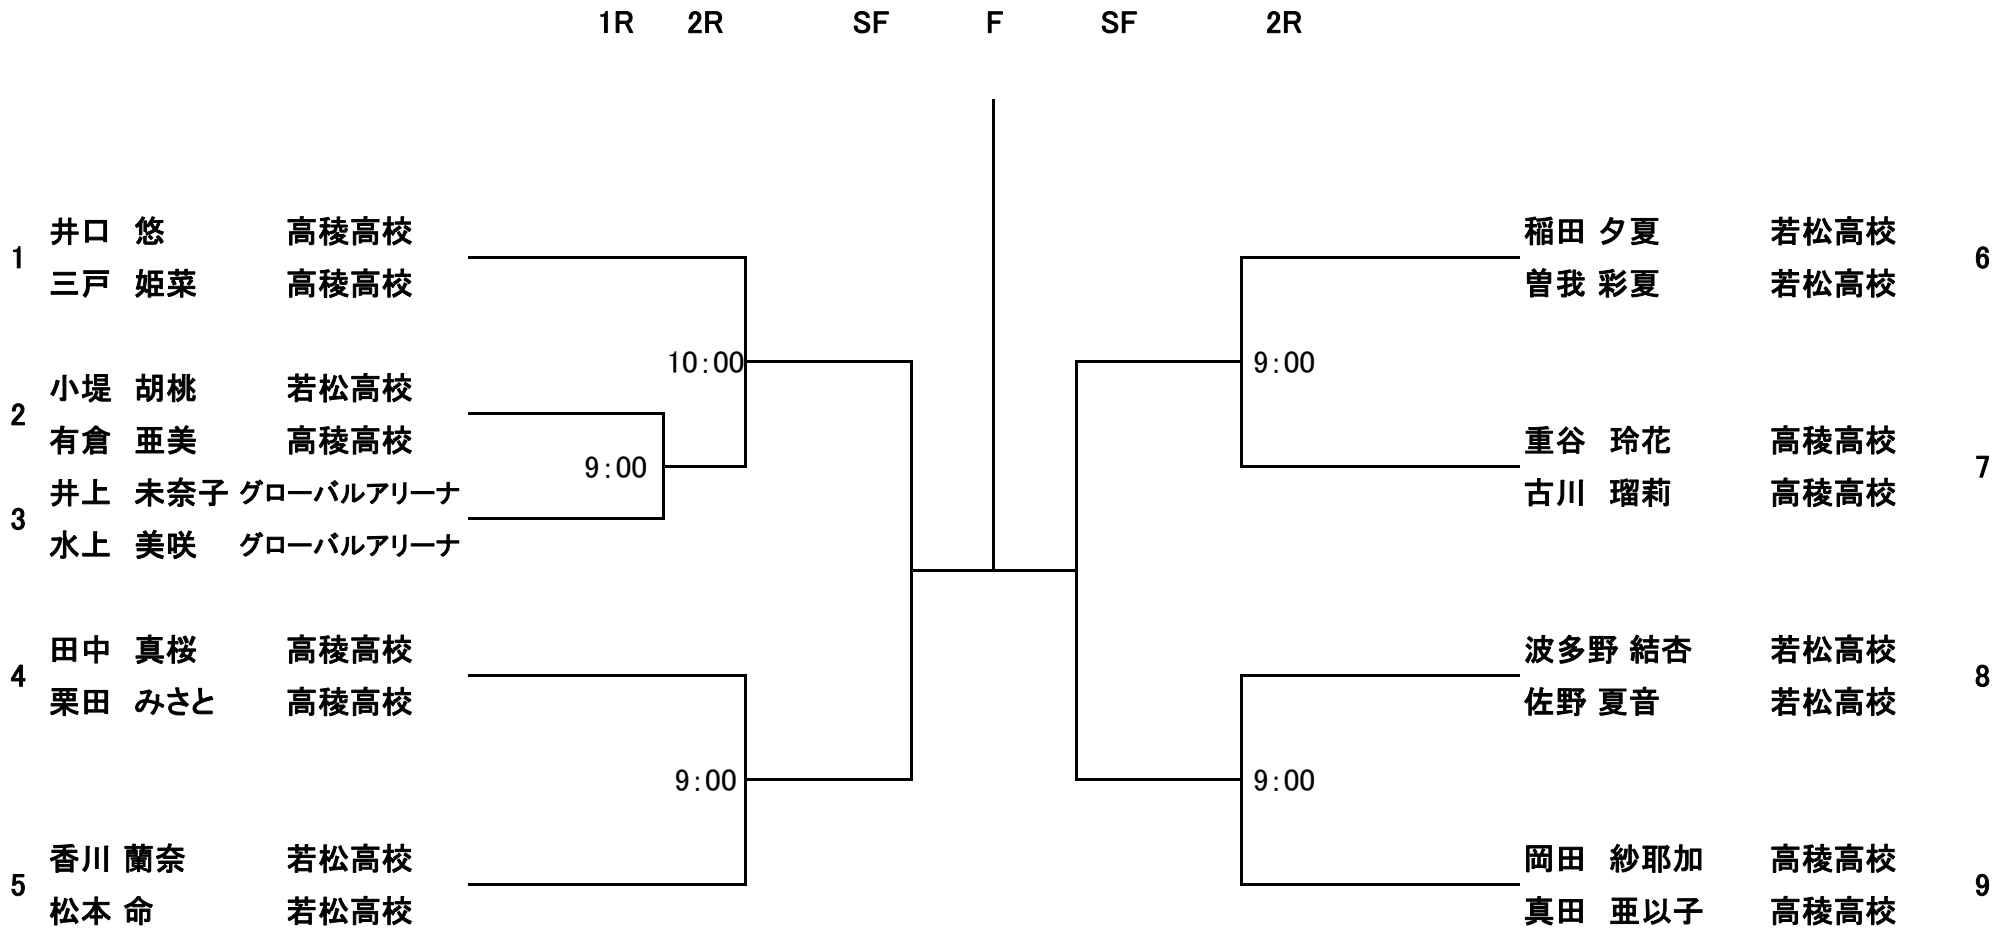 1R 2R SF F SF 2R
1 井口 悠 高稜高校
三戸 姫菜 高稜高校
10:00
2 小堤 胡桃 若松高校
有倉 亜美 高稜高校
9:00
3 井上 未奈子 グローバルアリーナ
水上 美咲 グローバルアリーナ
4 田中 真桜 高稜高校
栗田 みさと 高稜高校
9:00
5 香川 蘭奈 若松高校
松本 命 若松高校
稲田 夕夏 若松高校 6
曽我 彩夏 若松高校
9:00
重谷 玲花 高稜高校 7
古川 瑠莉 高稜高校
波多野 結杏 若松高校 8
佐野 夏音 若松高校
9:00
岡田 紗耶加 高稜高校 9
真田 亜以子 高稜高校